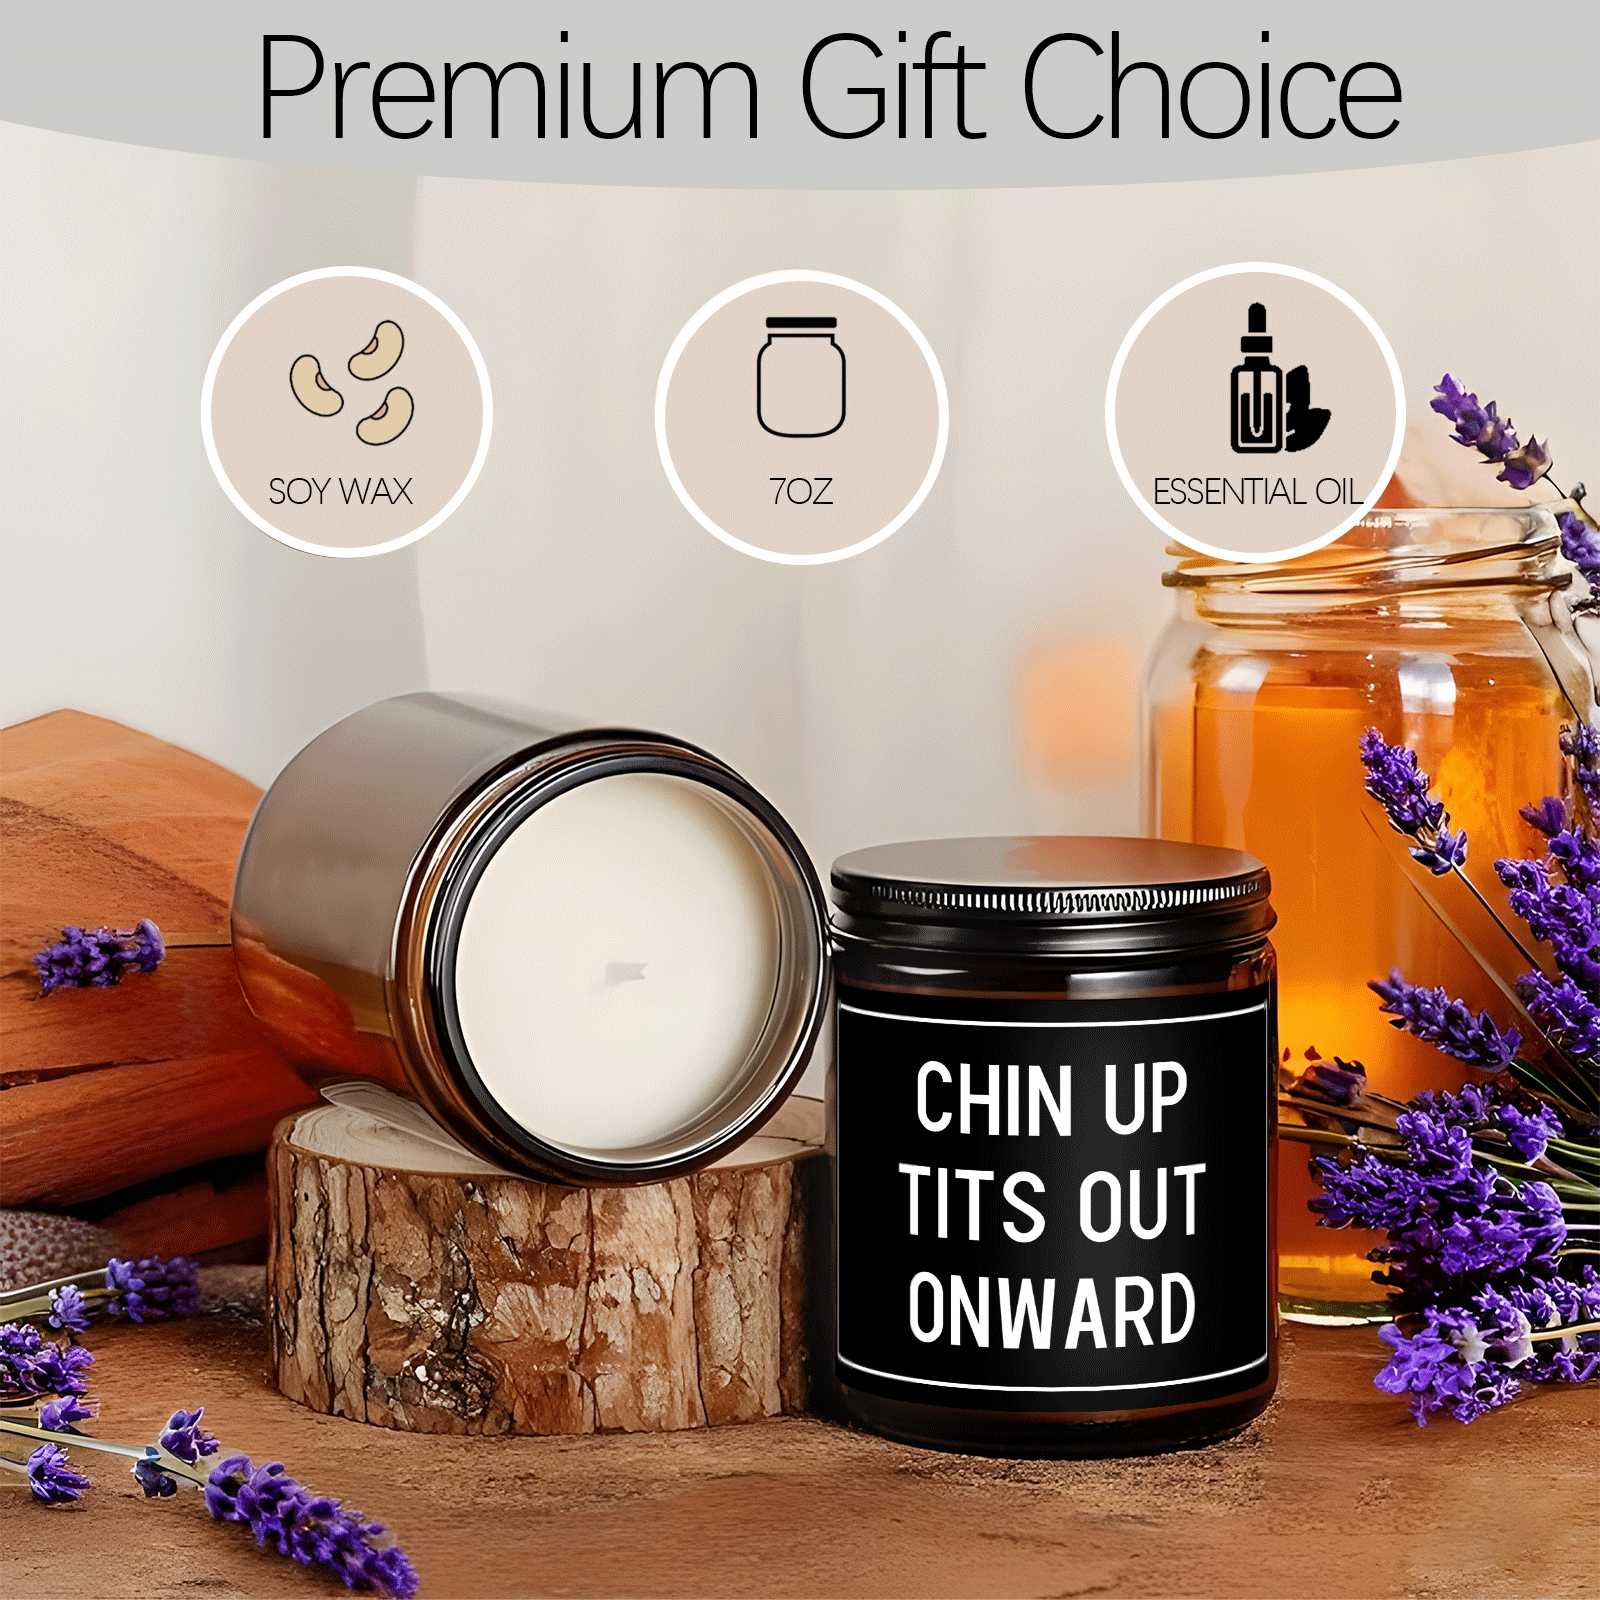 Premium Gift Choice
SOY WAX
7OZ
ESSENTIAL OIL
CHIN UP
TITS OUT
ONWARD